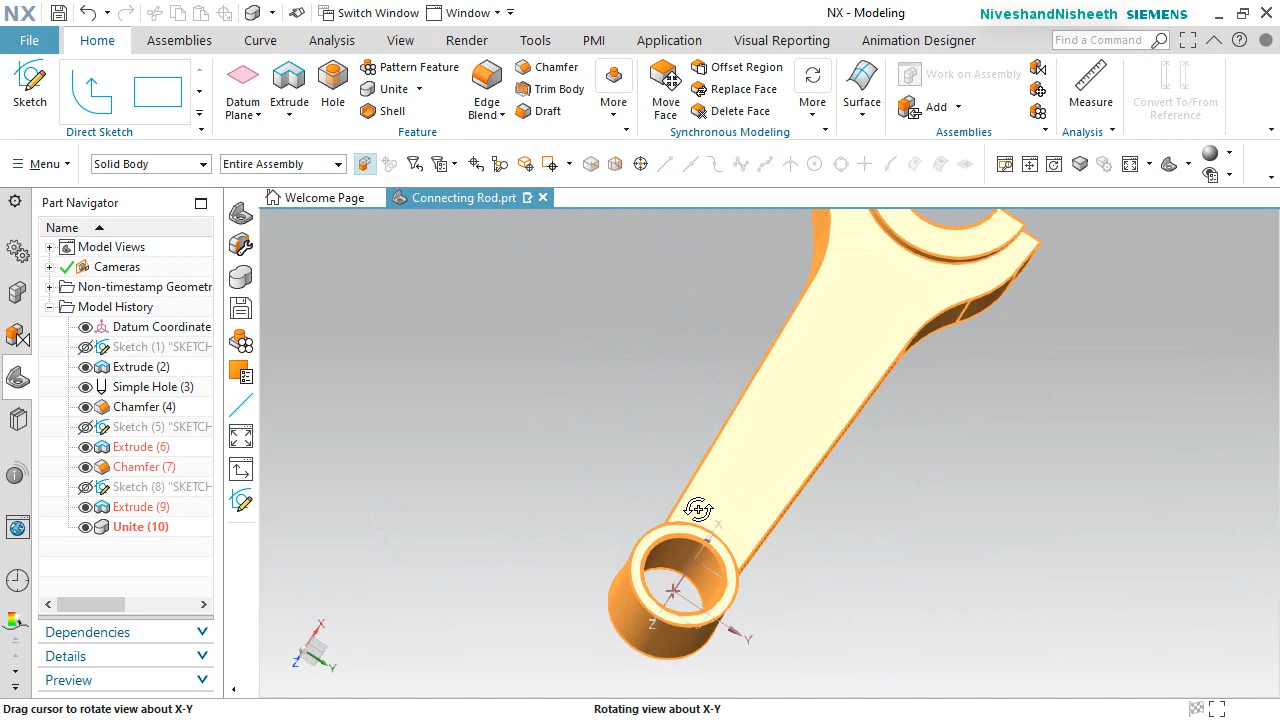 NX
Switch Window
Window
NX - Modeling
NiveshandNisheeth SIEMENS
File
Home
Assemblies
Curve
Analysis
View
Render
Tools
PMI
Application
Visual Reporting
Animation Designer
Find a Command
Sketch
Direct Sketch
Datum Plane
Extrude
Hole
Pattern Feature
Unite
Shell
Edge Blend
Chamfer
Trim Body
Draft
More
Feature
Move Face
Offset Region
Replace Face
Delete Face
More
Synchronous Modeling
Surface
Work on Assembly
Add
Assemblies
Measure
Analysis
Convert To/From Reference
Menu
Solid Body
Entire Assembly
Part Navigator
Welcome Page
Connecting Rod.prt
Name
Model Views
Cameras
Non-timestamp Geometr
Model History
Datum Coordinate
Sketch (1) "SKETCH
Extrude (2)
Simple Hole (3)
Chamfer (4)
Sketch (5) "SKETCH
Extrude (6)
Chamfer (7)
Sketch (8) "SKETCH
Extrude (9)
Unite (10)
Dependencies
Details
Preview
X
Z
Y
X
Z
Y
Drag cursor to rotate view about X-Y
Rotating view about X-Y